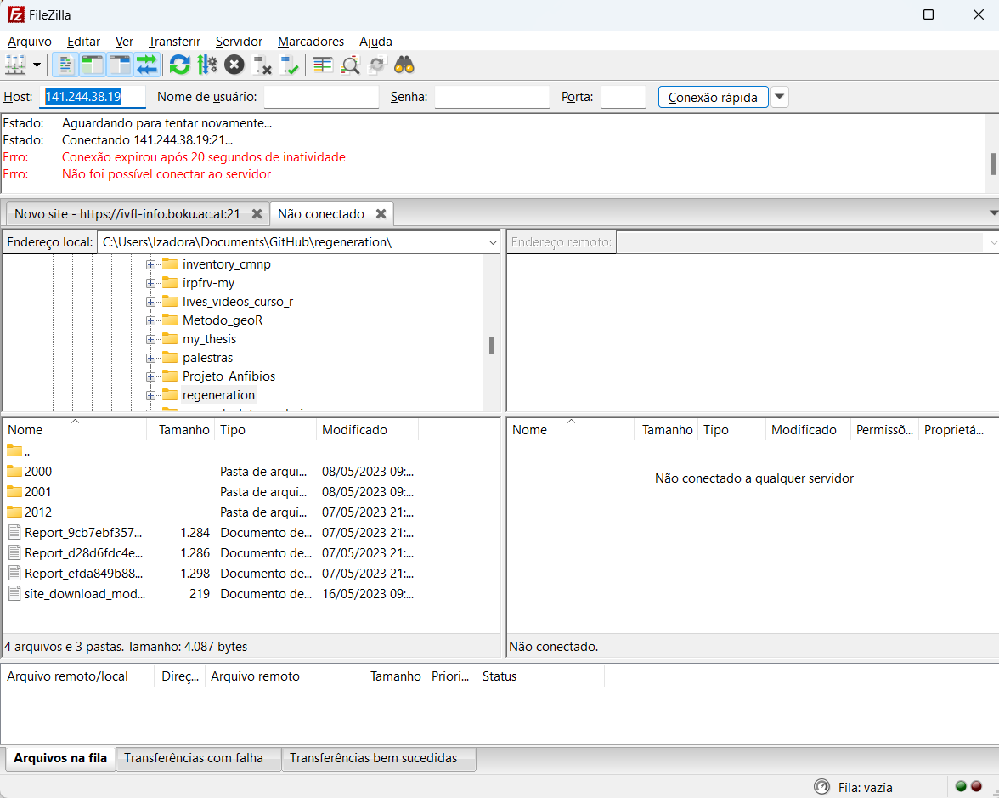 FileZilla
Arquivo Editar Ver Transferir Servidor Marcadores Ajuda
Host: 141.244.38.19 Nome de usuário: Senha: Porta: Conexão rápida
Estado: Aguardando para tentar novamente...
Estado: Conectando 141.244.38.19:21...
Erro: Conexão expirou após 20 segundos de inatividade
Erro: Não foi possível conectar ao servidor
Novo site - https://ivfl-info.boku.ac.at:21 Não conectado
Endereço local: C:\Users\Izadora\Documents\GitHub\regeneration\ Endereço remoto:
inventory_cmnp
irpfrv-my
lives_videos_curso_r
Metodo_geoR
my_thesis
palestras
Projeto_Anfibios
regeneration
Nome Tamanho Tipo Modificado
..
2000 Pasta de arqui... 08/05/2023 09:...
2001 Pasta de arqui... 08/05/2023 09:...
2012 Pasta de arqui... 07/05/2023 21:...
Report_9cb7ebf357... 1.284 Documento de... 07/05/2023 21:...
Report_d28d6fdc4e... 1.286 Documento de... 07/05/2023 21:...
Report_efda849b88... 1.298 Documento de... 07/05/2023 21:...
site_download_mod... 219 Documento de... 16/05/2023 09:...
4 arquivos e 3 pastas. Tamanho: 4.087 bytes
Nome Tamanho Tipo Modificado Permissõ... Proprietá...
Não conectado a qualquer servidor
Não conectado.
Arquivo remoto/local Direç... Arquivo remoto Tamanho Priori... Status
Arquivos na fila Transferências com falha Transferências bem sucedidas
Fila: vazia